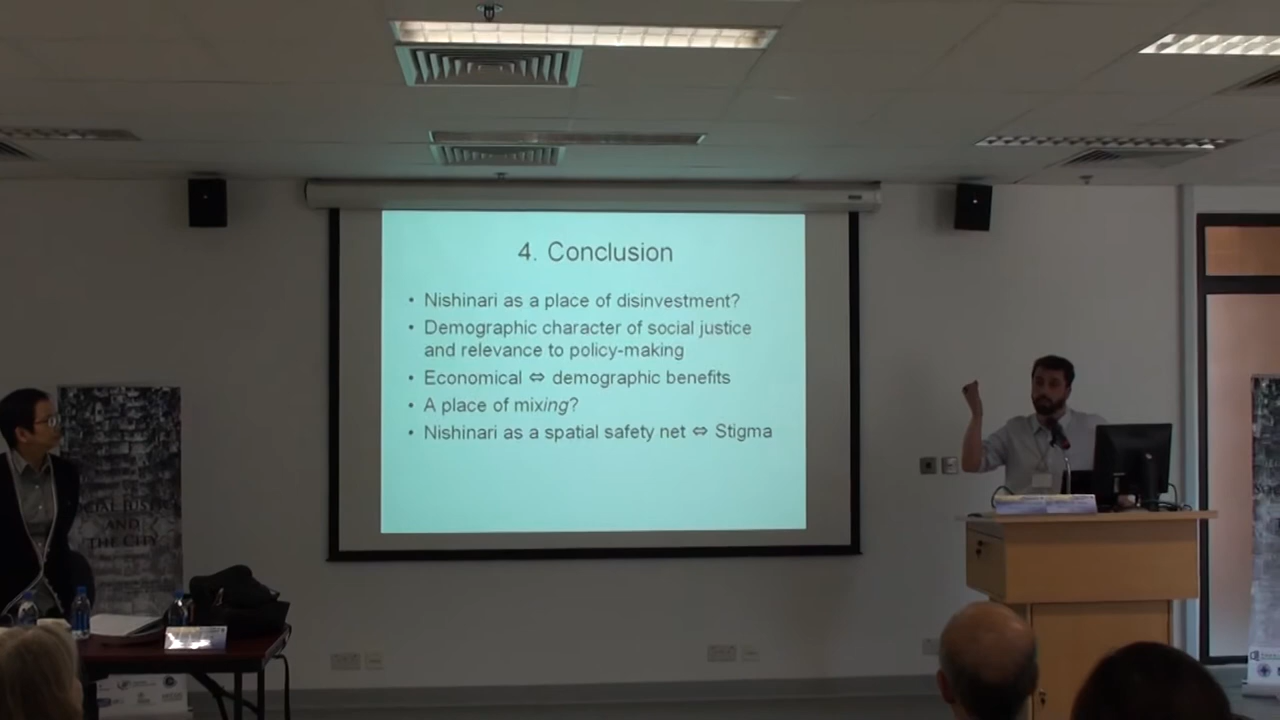 4. Conclusion
• Nishinari as a place of disinvestment?
• Demographic character of social justice
and relevance to policy-making
• Economical ⇔ demographic benefits
• A place of mixing?
• Nishinari as a spatial safety net ⇔ Stigma
AND
THE CITY